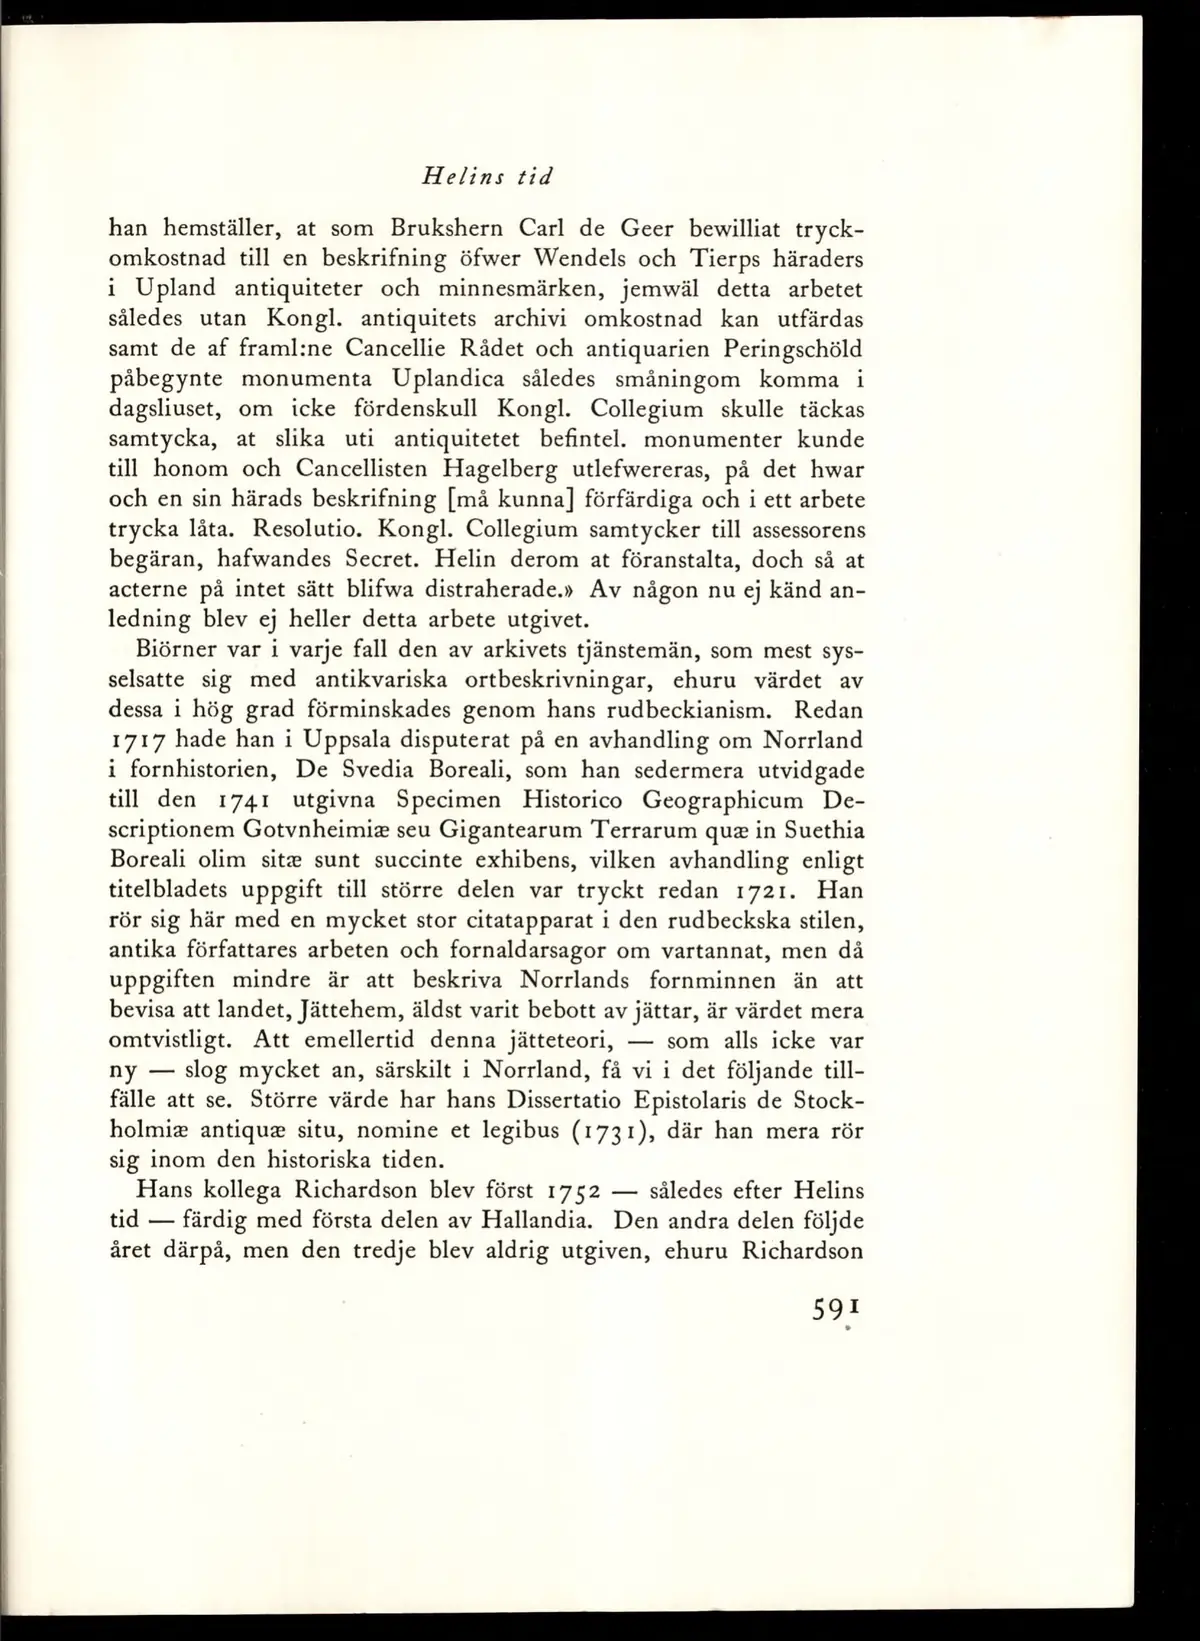 Helins tid
han hemställer, at som Brukshern Carl de Geer bewilliat tryck-
omkostnad till en beskrifning öfwer Wendels och Tierps häraders
i Upland antiquiteter och minnesmärken, jemwäl detta arbetet
således utan Kongl. antiquitets archivi omkostnad kan utfärdas
samt de af framl:ne Cancellie Rådet och antiquarien Peringschöld
påbegynte monumenta Uplandica således småningom komma i
dagsliuset, om icke fördenskull Kongl. Collegium skulle täckas
samtycka, at slika uti antiquitetet befintel. monumenter kunde
till honom och Cancellisten Hagelberg utlefwereras, på det hwar
och en sin härads beskrifning [må kunna] förfärdiga och i ett arbete
trycka låta. Resolutio. Kongl. Collegium samtycker till assessorens
begäran, hafwandes Secret. Helin derom at föranstalta, doch så at
acterne på intet sätt blifwa distraherade.» Av någon nu ej känd an-
ledning blev ej heller detta arbete utgivet.
Biörner var i varje fall den av arkivets tjänstemän, som mest sys-
selsatte sig med antikvariska ortbeskrivningar, ehuru värdet av
dessa i hög grad förminskades genom hans rudbeckianism. Redan
1717 hade han i Uppsala disputerat på en avhandling om Norrland
i fornhistorien, De Svedia Boreali, som han sedermera utvidgade
till den 1741 utgivna Specimen Historico Geographicum De-
scriptionem Gotvnheimiæ seu Gigantearum Terrarum quæ in Suethia
Boreali olim sitæ sunt succinte exhibens, vilken avhandling enligt
titelbladets uppgift till större delen var tryckt redan 1721. Han
rör sig här med en mycket stor citatapparat i den rudbeckska stilen,
antika författares arbeten och fornaldarsagor om vartannat, men då
uppgiften mindre är att beskriva Norrlands fornminnen än att
bevisa att landet, Jättehem, äldst varit bebott av jättar, är värdet mera
omtvistligt. Att emellertid denna jätteteori, — som alls icke var
ny — slog mycket an, särskilt i Norrland, få vi i det följande till-
fälle att se. Större värde har hans Dissertatio Epistolaris de Stock-
holmiæ antiquæ situ, nomine et legibus (1731), där han mera rör
sig inom den historiska tiden.
Hans kollega Richardson blev först 1752 — således efter Helins
tid — färdig med första delen av Hallandia. Den andra delen följde
året därpå, men den tredje blev aldrig utgiven, ehuru Richardson
591